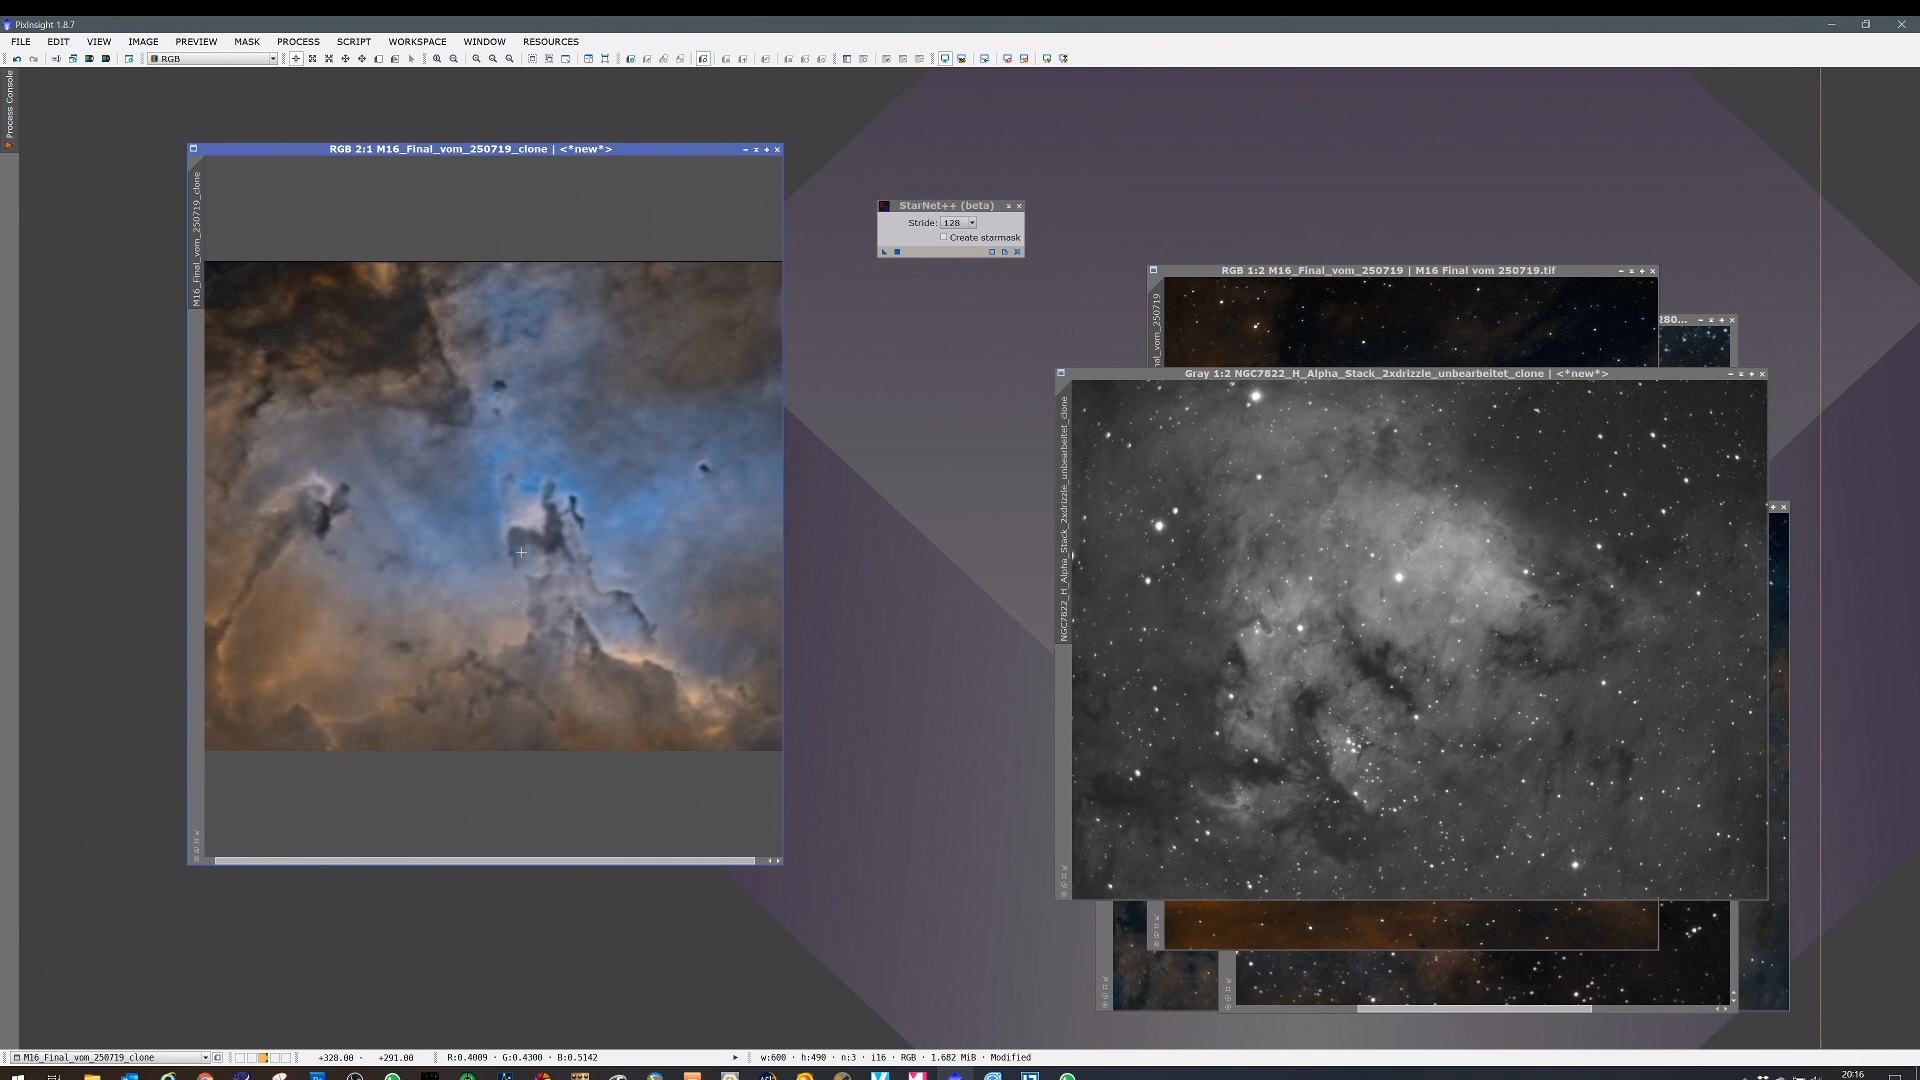 PixInsight 1.8.7
FILE EDIT VIEW IMAGE PREVIEW MASK PROCESS SCRIPT WORKSPACE WINDOW RESOURCES
RGB
Process Console
RGB 2:1 M16_Final_vom_250719_clone | <*new*>
M16_Final_vom_250719_clone
StarNet++ (beta)
Stride: 128
Create starmask
RGB 1:2 M16_Final_vom_250719 | M16 Final vom 250719.tif
nal_vom_250719
280...
Gray 1:2 NGC7822_H_Alpha_Stack_2xdrizzle_unbearbeitet_clone | <*new*>
NGC7822_H_Alpha_Stack_2xdrizzle_unbearbeitet_clone
M16_Final_vom_250719_clone
+328.00 · +291.00
R:0.4009 · G:0.4300 · B:0.5142
w:600 · h:490 · n:3 · i16 · RGB · 1.682 MiB · Modified
20:16